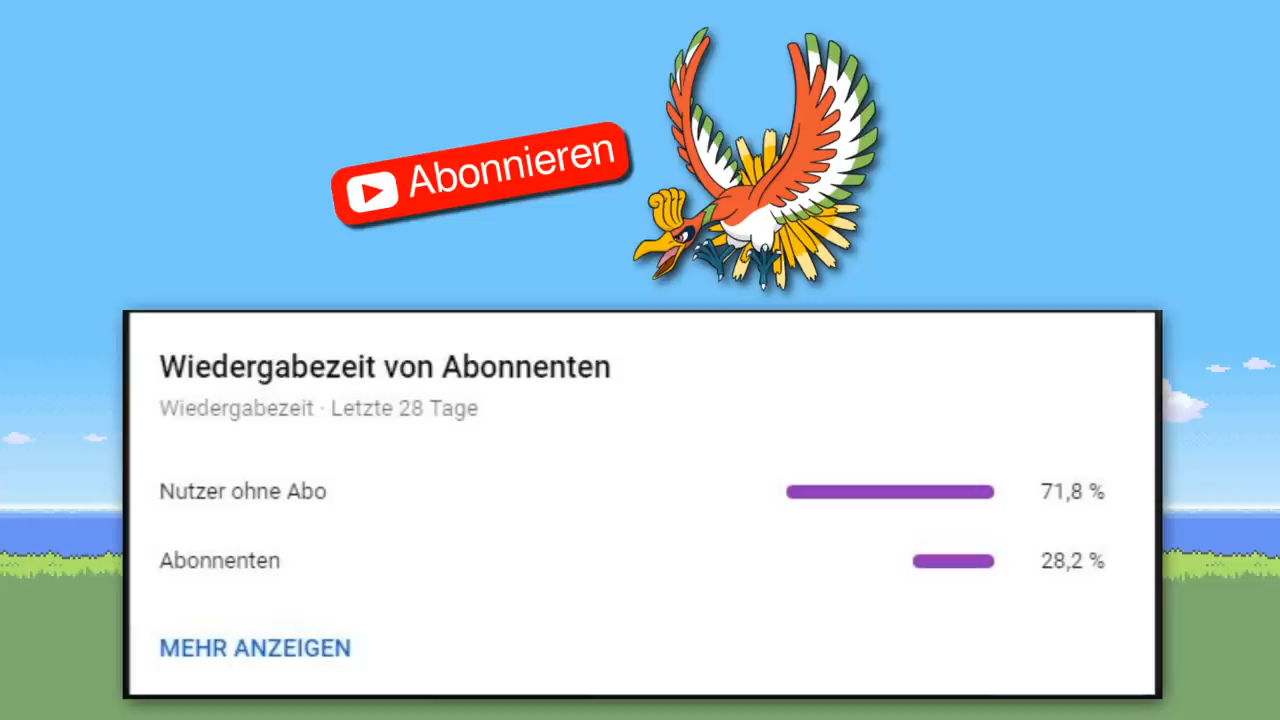 Abonnieren
Wiedergabezeit von Abonnenten
Wiedergabezeit · Letzte 28 Tage
Nutzer ohne Abo 71,8 %
Abonnenten 28,2 %
MEHR ANZEIGEN